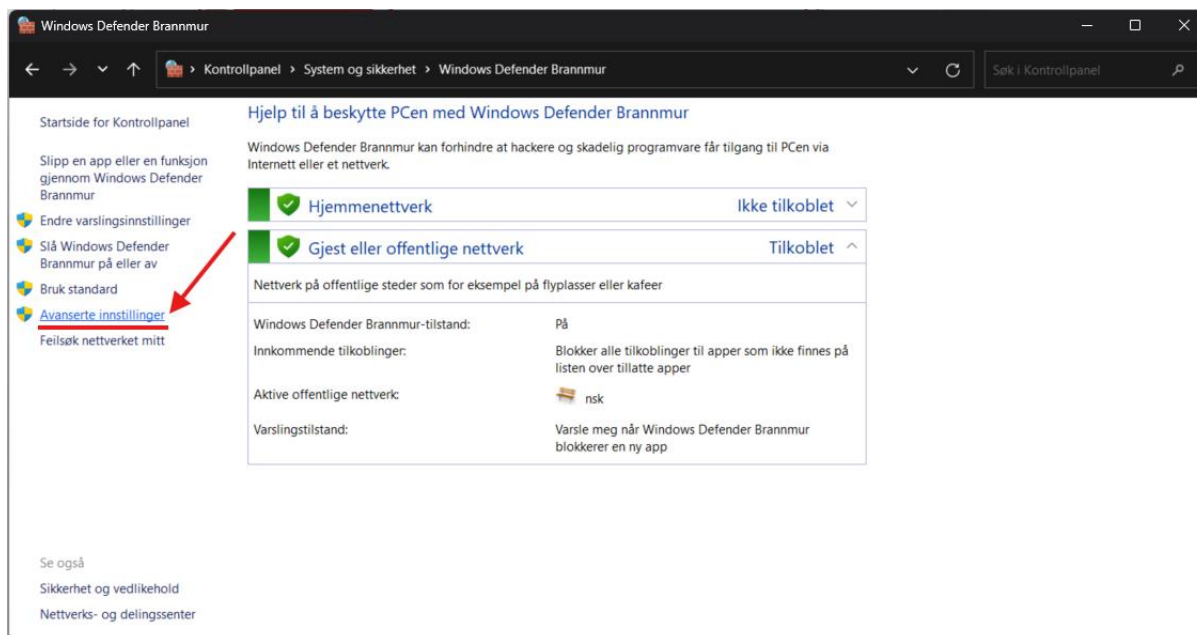 Windows Defender Brannmur
Kontrollpanel > System og sikkerhet > Windows Defender Brannmur
Søk i Kontrollpanel
Startside for Kontrollpanel
Slipp en app eller en funksjon
gjennom Windows Defender
Brannmur
Endre varslingsinnstillinger
Slå Windows Defender
Brannmur på eller av
Bruk standard
Avanserte innstillinger
Feilsøk nettverket mitt
Se også
Sikkerhet og vedlikehold
Nettverks- og delingssenter
Hjelp til å beskytte PCen med Windows Defender Brannmur
Windows Defender Brannmur kan forhindre at hackere og skadelig programvare får tilgang til PCen via
Internett eller et nettverk.
Hjemmenettverk Ikke tilkoblet
Gjest eller offentlige nettverk Tilkoblet
Nettverk på offentlige steder som for eksempel på flyplasser eller kafeer
Windows Defender Brannmur-tilstand: På
Innkommende tilkoblinger: Blokker alle tilkoblinger til apper som ikke finnes på
listen over tillatte apper
Aktive offentlige nettverk: nsk
Varslingstilstand: Varsle meg når Windows Defender Brannmur
blokkerer en ny app